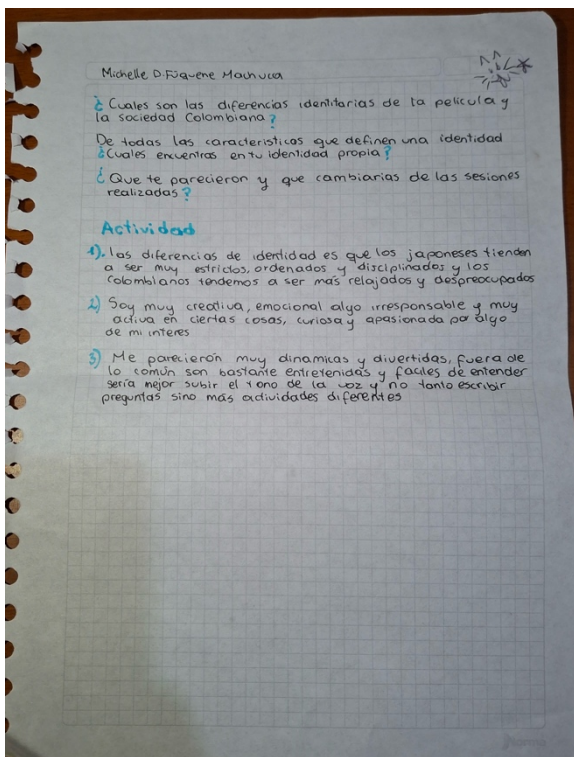 Michelle D. Fúquene Machuca
¿Cuales son las diferencias identitarias de la pelicula y
la sociedad Colombiana?
De todas las caracteristicas que definen una identidad
¿Cuales encuentras en tu identidad propia?
¿Que te parecieron y que cambiarias de las sesiones
realizadas?
Actividad
1). las diferencias de identidad es que los japoneses tienden
a ser muy estrictos, ordenados y disciplinados y los
colombianos tendemos a ser más relajados y despreocupados
2) Soy muy creativa, emocional algo irresponsable y muy
activa en ciertas cosas, curiosa y apasionada por algo
de mi interes
3) Me parecierón muy dinamicas y divertidas, fuera de
lo común son bastante entretenidas y faciles de entender
sería mejor subir el tono de la voz y no tanto escribir
preguntas sino más actividades diferentes